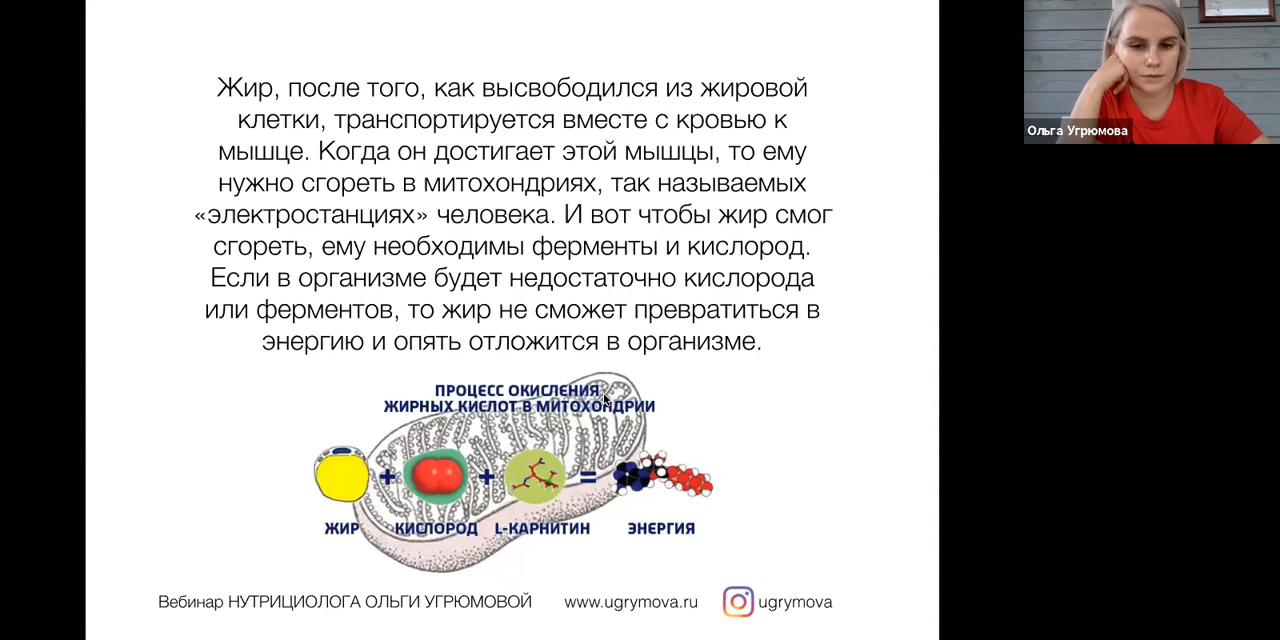 Жир, после того, как высвободился из жировой
клетки, транспортируется вместе с кровью к
мышце. Когда он достигает этой мышцы, то ему
нужно сгореть в митохондриях, так называемых
«электростанциях» человека. И вот чтобы жир смог
сгореть, ему необходимы ферменты и кислород.
Если в организме будет недостаточно кислорода
или ферментов, то жир не сможет превратиться в
энергию и опять отложится в организме.
ПРОЦЕСС ОКИСЛЕНИЯ
ЖИРНЫХ КИСЛОТ В МИТОХОНДРИИ
+ + =
ЖИР КИСЛОРОД L-КАРНИТИН ЭНЕРГИЯ
Вебинар НУТРИЦИОЛОГА ОЛЬГИ УГРЮМОВОЙ www.ugrymova.ru ugrymova
Ольга Угрюмова